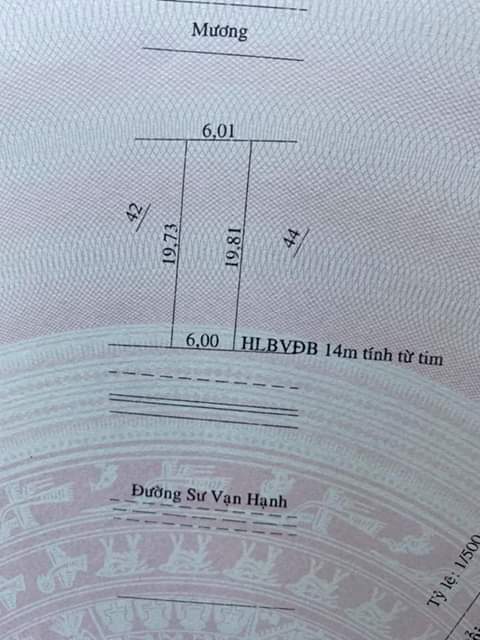 Mương
6,01
42
19,73
19,81
44
6,00
HLBVĐB 14m tính từ tim
Đường Sư Vạn Hạnh
Tỷ lệ: 1/500